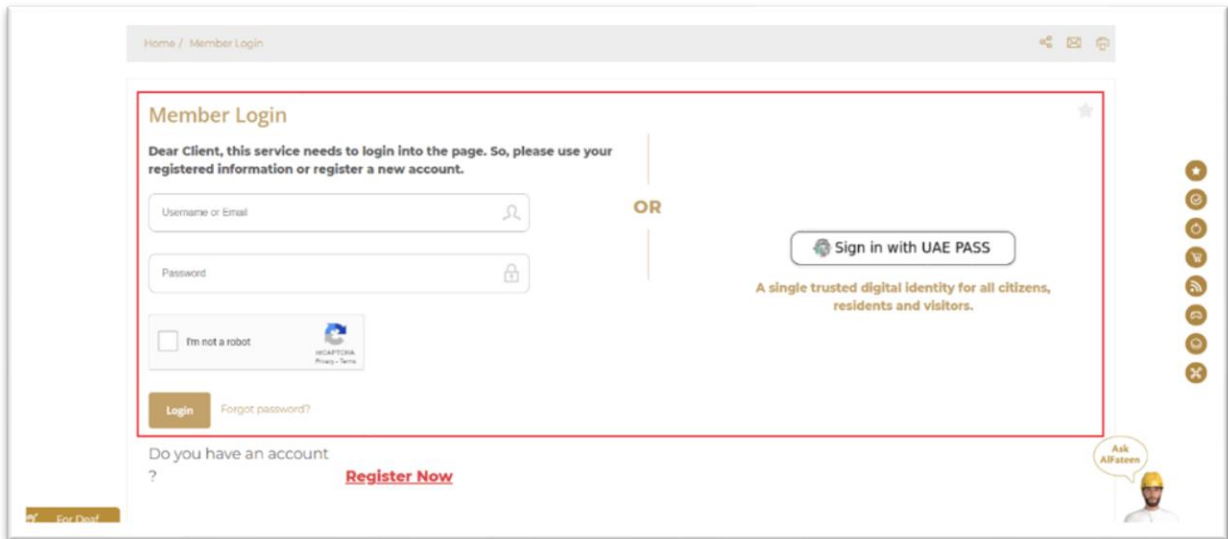 Home / Member Login
Member Login
Dear Client, this service needs to login into the page. So, please use your
registered information or register a new account.
Username or Email
Password
I'm not a robot
reCAPTCHA
Privacy - Terms
Login
Forgot password?
OR
Sign in with UAE PASS
A single trusted digital identity for all citizens,
residents and visitors.
Do you have an account
?
Register Now
Ask
AlFateen
For Deaf